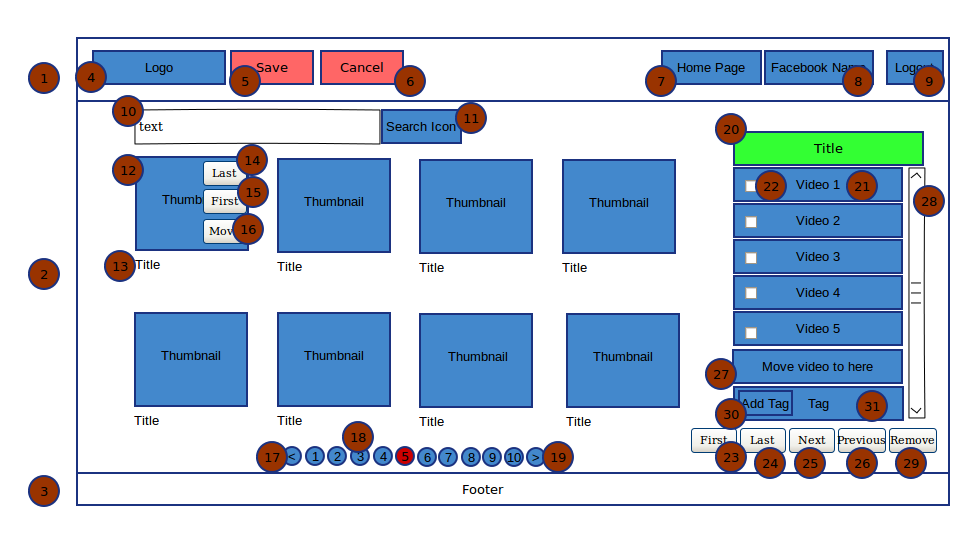 1
4
Logo
5
Save
Cancel
6
7
Home Page
Facebook Name
8
Logout
9
10
text
Search Icon
11
20
Title
12
Thumb
14
Last
15
First
16
Mov
13
Title
Thumbnail
Title
Thumbnail
Title
Thumbnail
Title
22
Video 1
21
28
Video 2
Video 3
Video 4
Video 5
2
Thumbnail
Title
Thumbnail
Title
Thumbnail
Title
Thumbnail
Title
27
Move video to here
30
Add Tag
Tag
31
17
<
1
2
18
3
4
5
6
7
8
9
10
>
19
First
Last
Next
Previous
Remove
23
24
25
26
29
3
Footer